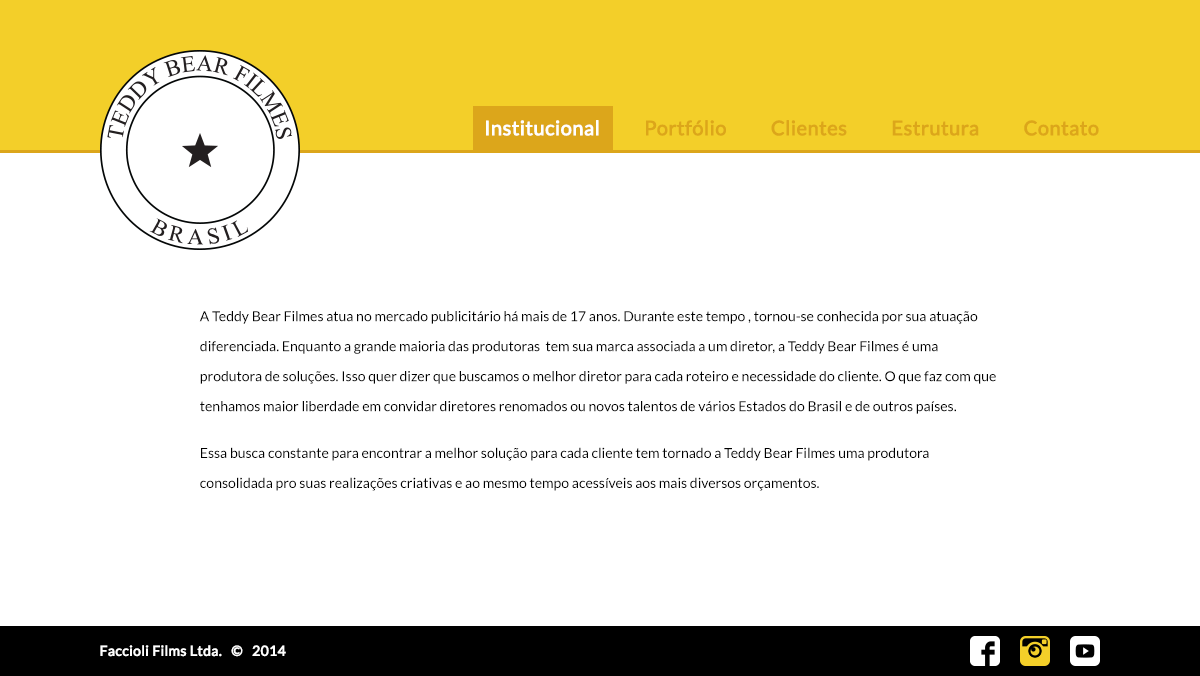 TEDDY BEAR FILMES
BRASIL
Institucional Portfólio Clientes Estrutura Contato
A Teddy Bear Filmes atua no mercado publicitário há mais de 17 anos. Durante este tempo , tornou-se conhecida por sua atuação
diferenciada. Enquanto a grande maioria das produtoras  tem sua marca associada a um diretor, a Teddy Bear Filmes é uma
produtora de soluções. Isso quer dizer que buscamos o melhor diretor para cada roteiro e necessidade do cliente. O que faz com que
tenhamos maior liberdade em convidar diretores renomados ou novos talentos de vários Estados do Brasil e de outros países.
Essa busca constante para encontrar a melhor solução para cada cliente tem tornado a Teddy Bear Filmes uma produtora
consolidada pro suas realizações criativas e ao mesmo tempo acessíveis aos mais diversos orçamentos.
Faccioli Films Ltda. © 2014